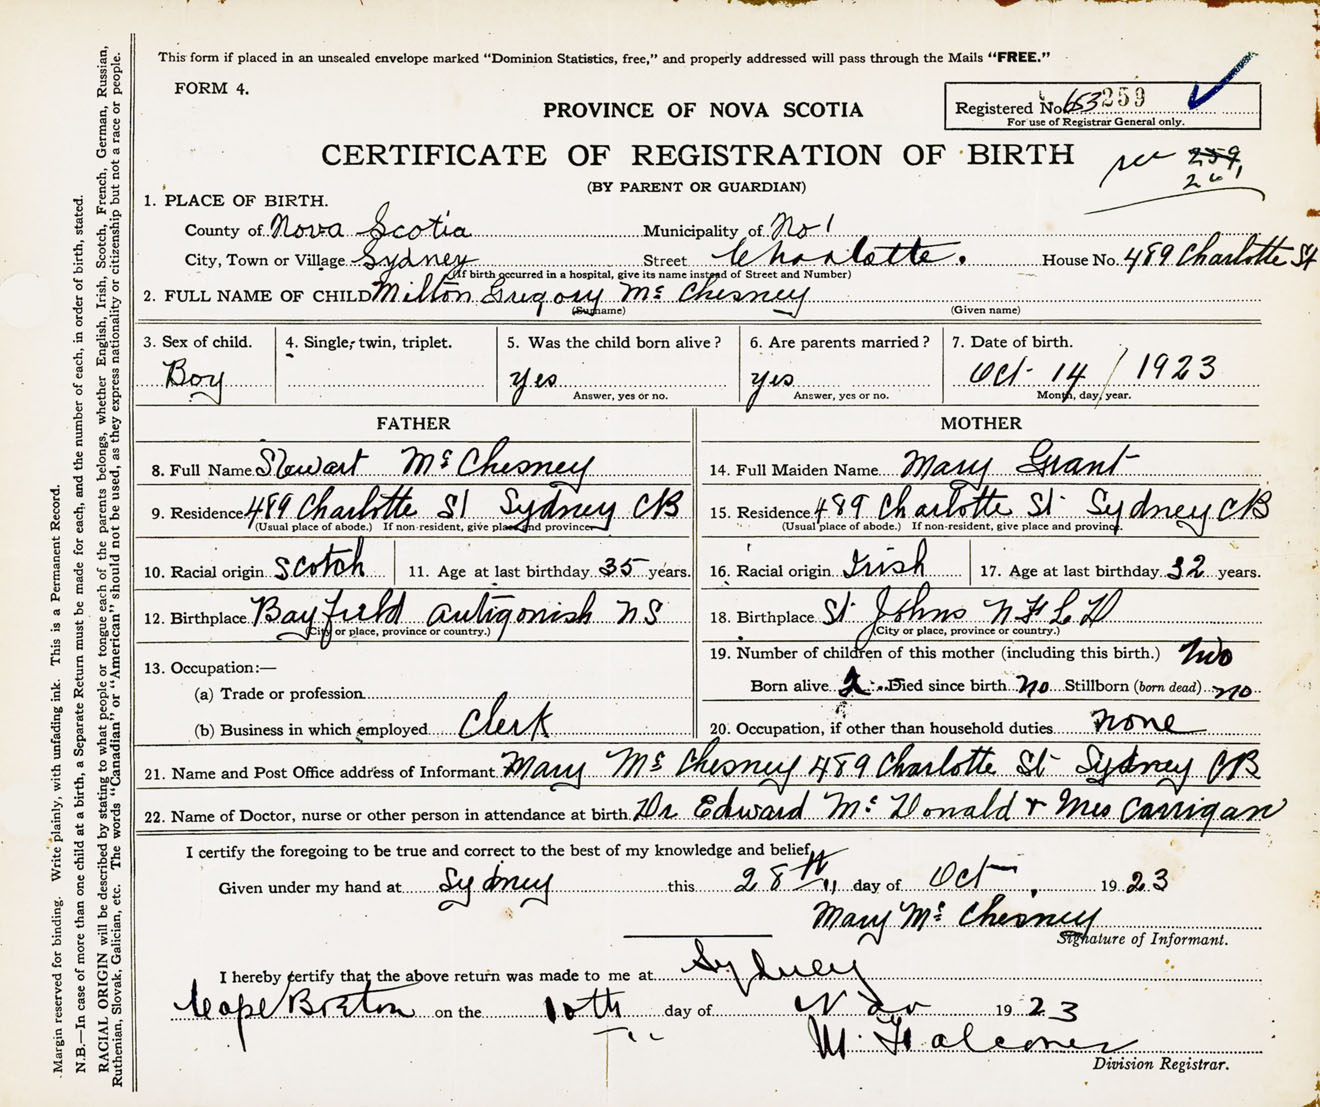 This form if placed in an unsealed envelope marked “Dominion Statistics, free,” and properly addressed will pass through the Mails “FREE.”
FORM 4.
PROVINCE OF NOVA SCOTIA
Registered No. 653 259
For use of Registrar General only.
CERTIFICATE OF REGISTRATION OF BIRTH
see 259,
261
(BY PARENT OR GUARDIAN)
1. PLACE OF BIRTH.
County of Nova Scotia Municipality of No 1
City, Town or Village Sydney Street Charlotte. House No. 489 Charlotte St
(If birth occurred in a hospital, give its name instead of Street and Number)
2. FULL NAME OF CHILD Milton Gregory Mc Chesney
(Surname) (Given name)
3. Sex of child. 4. Single, twin, triplet. 5. Was the child born alive? 6. Are parents married? 7. Date of birth.
Boy yes yes Oct 14 / 1923
Answer, yes or no. Answer, yes or no. Month, day, year.
FATHER MOTHER
8. Full Name Stewart Mc Chesney 14. Full Maiden Name Mary Grant
9. Residence 489 Charlotte St Sydney CB 15. Residence 489 Charlotte St Sydney CB
(Usual place of abode.) If non-resident, give place and province. (Usual place of abode.) If non-resident, give place and province.
10. Racial origin Scotch 11. Age at last birthday 35 years. 16. Racial origin Irish 17. Age at last birthday 32 years.
12. Birthplace Bayfield Antigonish NS 18. Birthplace St Johns NFLD
(City or place, province or country.) (City or place, province or country.)
19. Number of children of this mother (including this birth.) Two
13. Occupation:—
(a) Trade or profession Born alive 2 Died since birth no Stillborn (born dead) no
(b) Business in which employed Clerk 20. Occupation, if other than household duties none
21. Name and Post Office address of Informant Mary Mc Chesney 489 Charlotte St Sydney CB
22. Name of Doctor, nurse or other person in attendance at birth Dr Edward Mc Donald & Mrs Carrigan
I certify the foregoing to be true and correct to the best of my knowledge and belief,
Given under my hand at Sydney this 28th day of Oct 1923
Mary Mc Chesney
Signature of Informant.
I hereby certify that the above return was made to me at Sydney
Cape Breton on the 10th day of Nov 1923
M. Falconer
Division Registrar.
Margin reserved for binding. Write plainly, with unfading ink. This is a Permanent Record.
N.B.—In case of more than one child at a birth, a Separate Return must be made for each, and the number of each, in order of birth, stated.
RACIAL ORIGIN will be described by stating to what people or tongue each of the parents belongs, whether English, Irish, Scotch, French, German, Russian,
Ruthenian, Slovak, Galician, etc. The words “Canadian” or “American” should not be used, as they express nationality or citizenship but not a race or people.